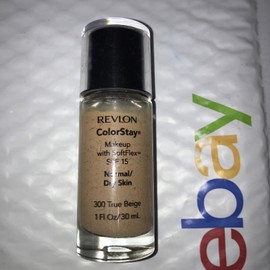 REVLON
ColorStay®
Makeup
with SoftFlex®
SPF 15
Normal/
Dry Skin
300 True Beige
1 Fl Oz/30 mL
ebay